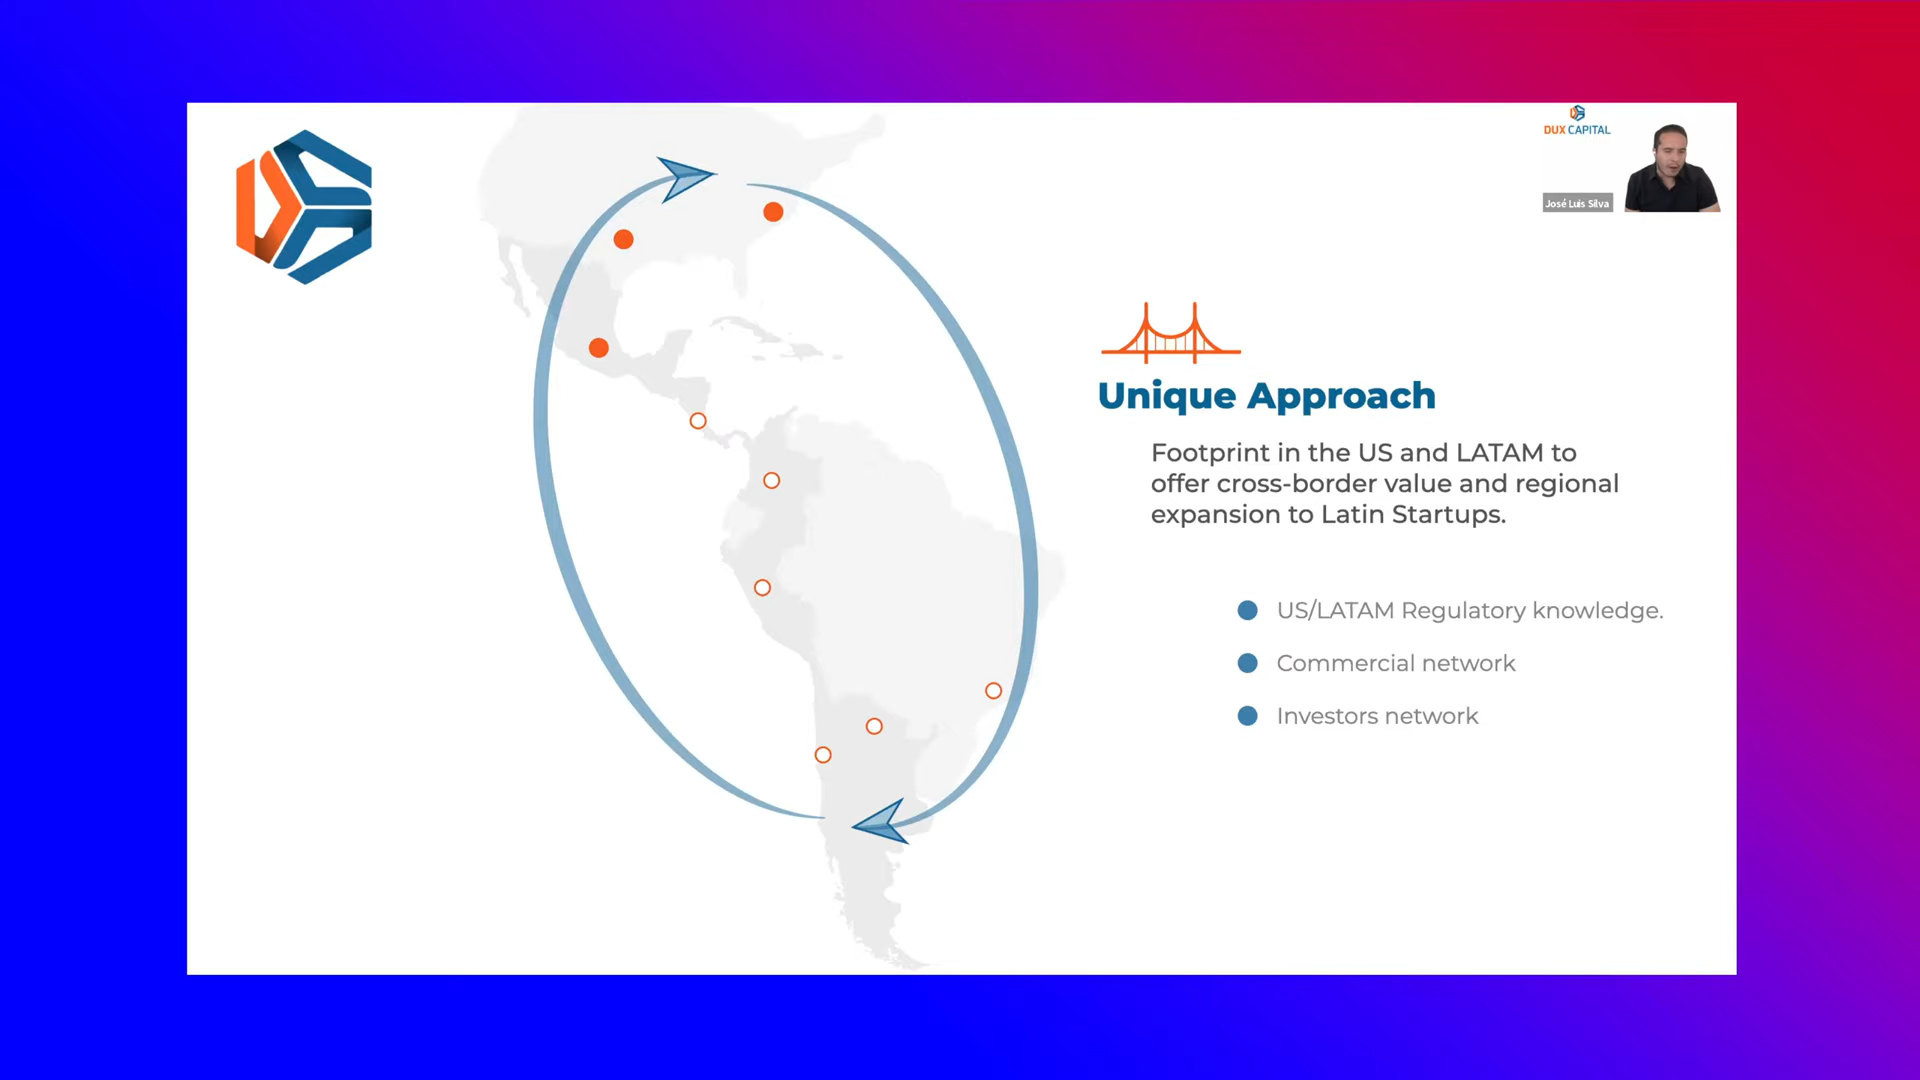 DUX CAPITAL
José Luis Silva
Unique Approach
Footprint in the US and LATAM to
offer cross-border value and regional
expansion to Latin Startups.
US/LATAM Regulatory knowledge.
Commercial network
Investors network